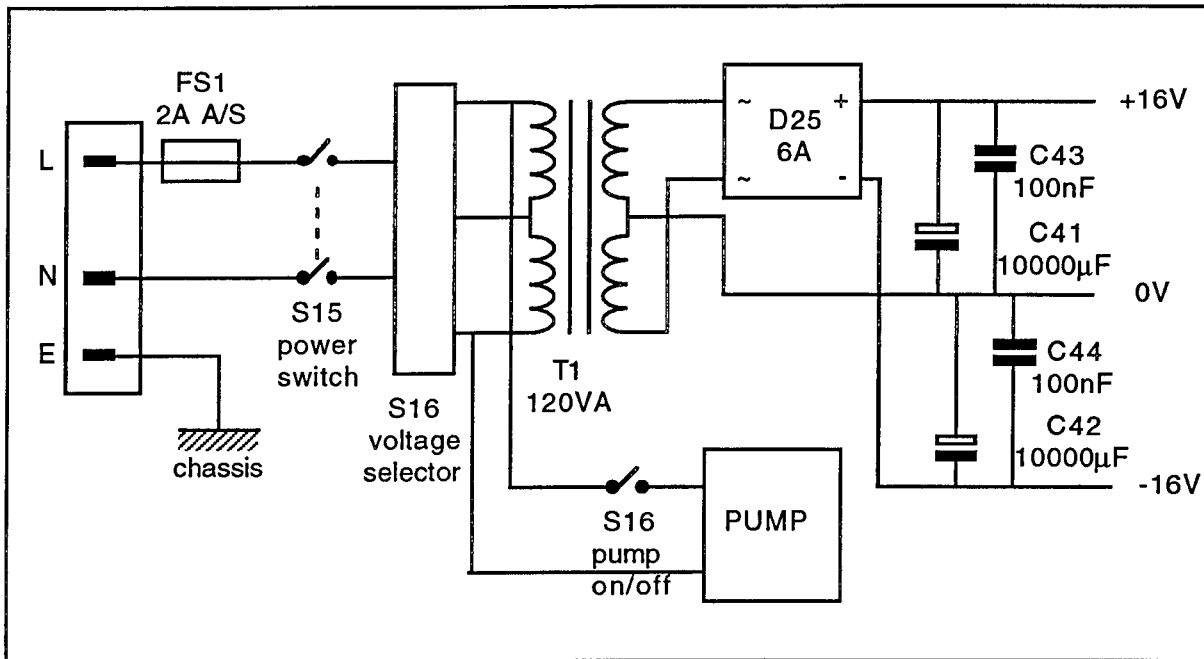 FS1
2A A/S
L
N
E
S15
power
switch
chassis
S16
voltage
selector
T1
120VA
~
+
D25
6A
~
-
+16V
C43
100nF
C41
10000µF
0V
C44
100nF
C42
10000µF
-16V
S16
pump
on/off
PUMP